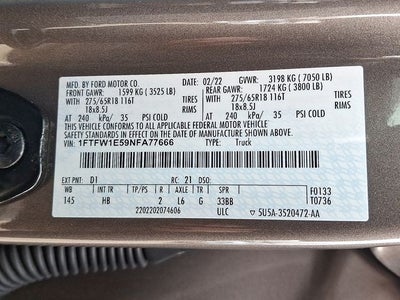 MFD. BY FORD MOTOR CO.
DATE: 02/22 GVWR: 3198 KG ( 7050 LB)
FRONT GAWR: 1599 KG ( 3525 LB) REAR GAWR: 1724 KG ( 3800 LB)
WITH 275/65R18 116T TIRES WITH 275/65R18 116T TIRES
18x8.5J RIMS 18x8.5J RIMS
AT 240 kPa/ 35 PSI COLD AT 240 kPa/ 35 PSI COLD
THIS VEHICLE CONFORMS TO ALL APPLICABLE FEDERAL MOTOR VEHICLE SAFETY
STANDARDS IN EFFECT ON THE DATE OF MANUFACTURE SHOWN ABOVE.
VIN: 1FTFW1E59NFA77666
TYPE: Truck
EXT PNT: D1 RC: 21 DSO: F0133
WB INT TR TP/PS R AXLE TR SPR T0736
145 HB 2 L6 G 33BB
2202202074606 ULC 5U5A-3520472-AA